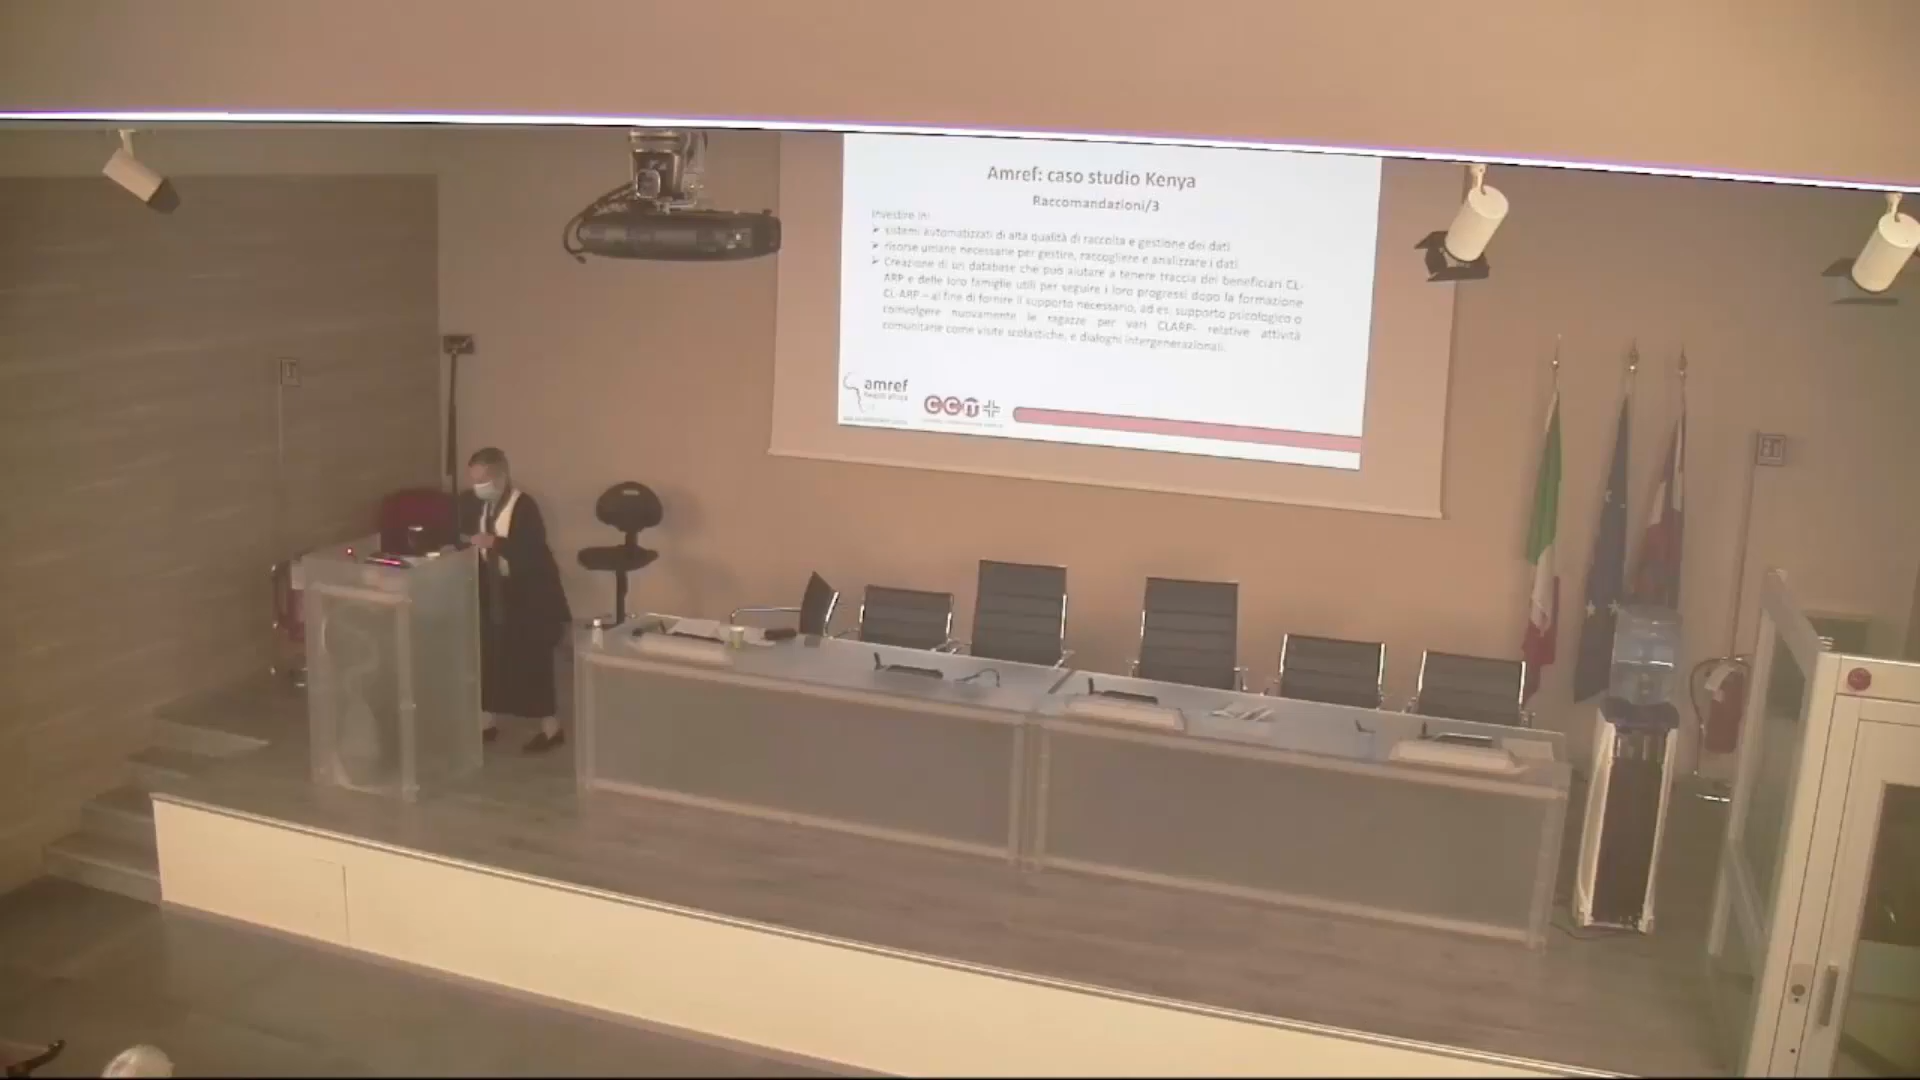 Amref: caso studio Kenya
Raccomandazioni/3
Investire in:
➢ sistemi automatizzati di alta qualità di raccolta e gestione dei dati
➢ risorse umane necessarie per gestire, raccogliere e analizzare i dati
➢ Creazione di un database che può aiutare a tenere traccia dei beneficiari CL-
ARP e delle loro famiglie utili per seguire i loro progressi dopo la formazione
CL-ARP – al fine di fornire il supporto necessario, ad es. supporto psicologico o
coinvolgere nuovamente le ragazze per vari CLARP- relative attività
comunitarie come visite scolastiche, e dialoghi intergenerazionali.
amref
health africa
ccm